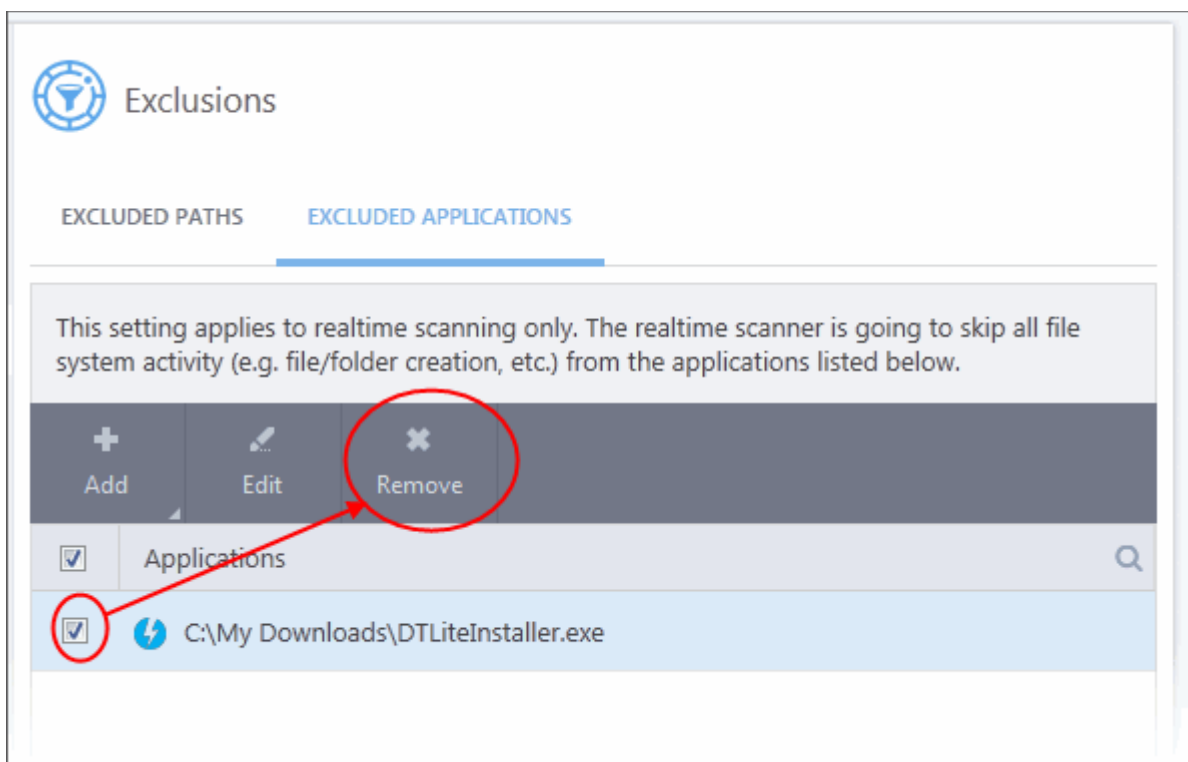 Exclusions
EXCLUDED PATHS EXCLUDED APPLICATIONS
This setting applies to realtime scanning only. The realtime scanner is going to skip all file
system activity (e.g. file/folder creation, etc.) from the applications listed below.
Add Edit Remove
Applications
C:\My Downloads\DTLiteInstaller.exe